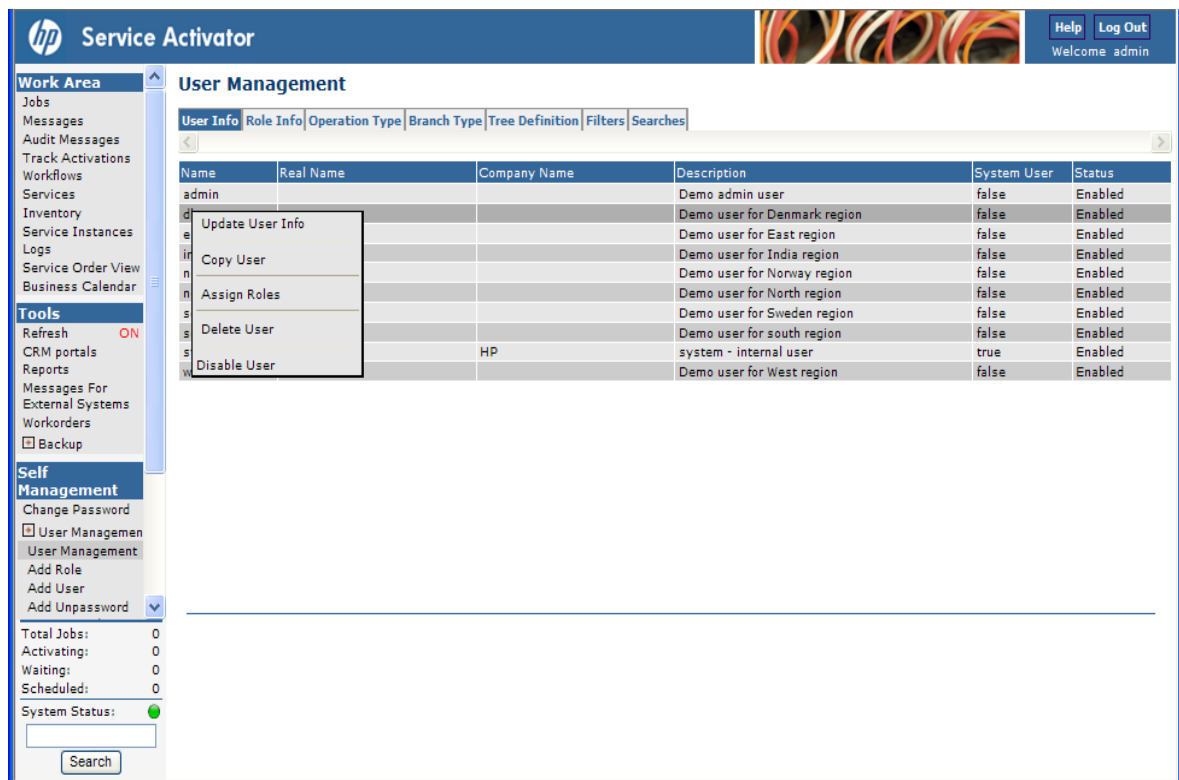 hp Service Activator
Help Log Out
Welcome admin
Work Area
Jobs
Messages
Audit Messages
Track Activations
Workflows
Services
Inventory
Service Instances
Logs
Service Order View
Business Calendar
Tools
Refresh ON
CRM portals
Reports
Messages For
External Systems
Workorders
Backup
Self
Management
Change Password
User Managemen
User Management
Add Role
Add User
Add Unpassword
Total Jobs: 0
Activating: 0
Waiting: 0
Scheduled: 0
System Status:
Search
User Management
User Info Role Info Operation Type Branch Type Tree Definition Filters Searches
Name Real Name Company Name Description System User Status
admin Demo admin user false Enabled
Demo user for Denmark region false Enabled
Demo user for East region false Enabled
Demo user for India region false Enabled
Demo user for Norway region false Enabled
Demo user for North region false Enabled
Demo user for Sweden region false Enabled
Demo user for south region false Enabled
HP system - internal user true Enabled
Demo user for West region false Enabled
Update User Info
Copy User
Assign Roles
Delete User
Disable User